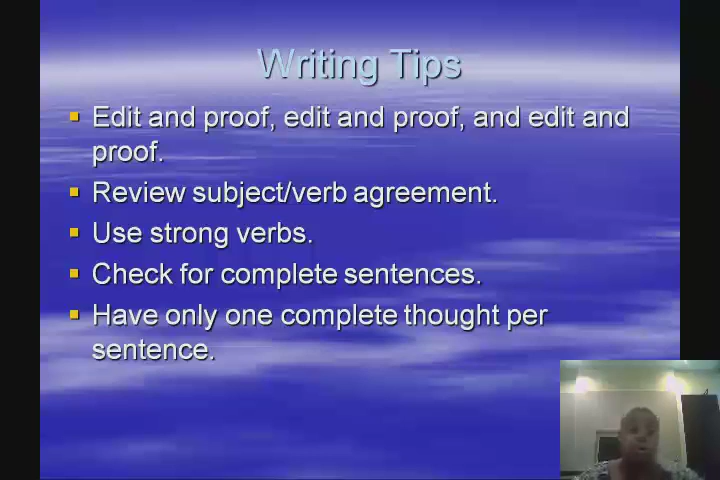 Writing Tips
Edit and proof, edit and proof, and edit and
proof.
Review subject/verb agreement.
Use strong verbs.
Check for complete sentences.
Have only one complete thought per
sentence.